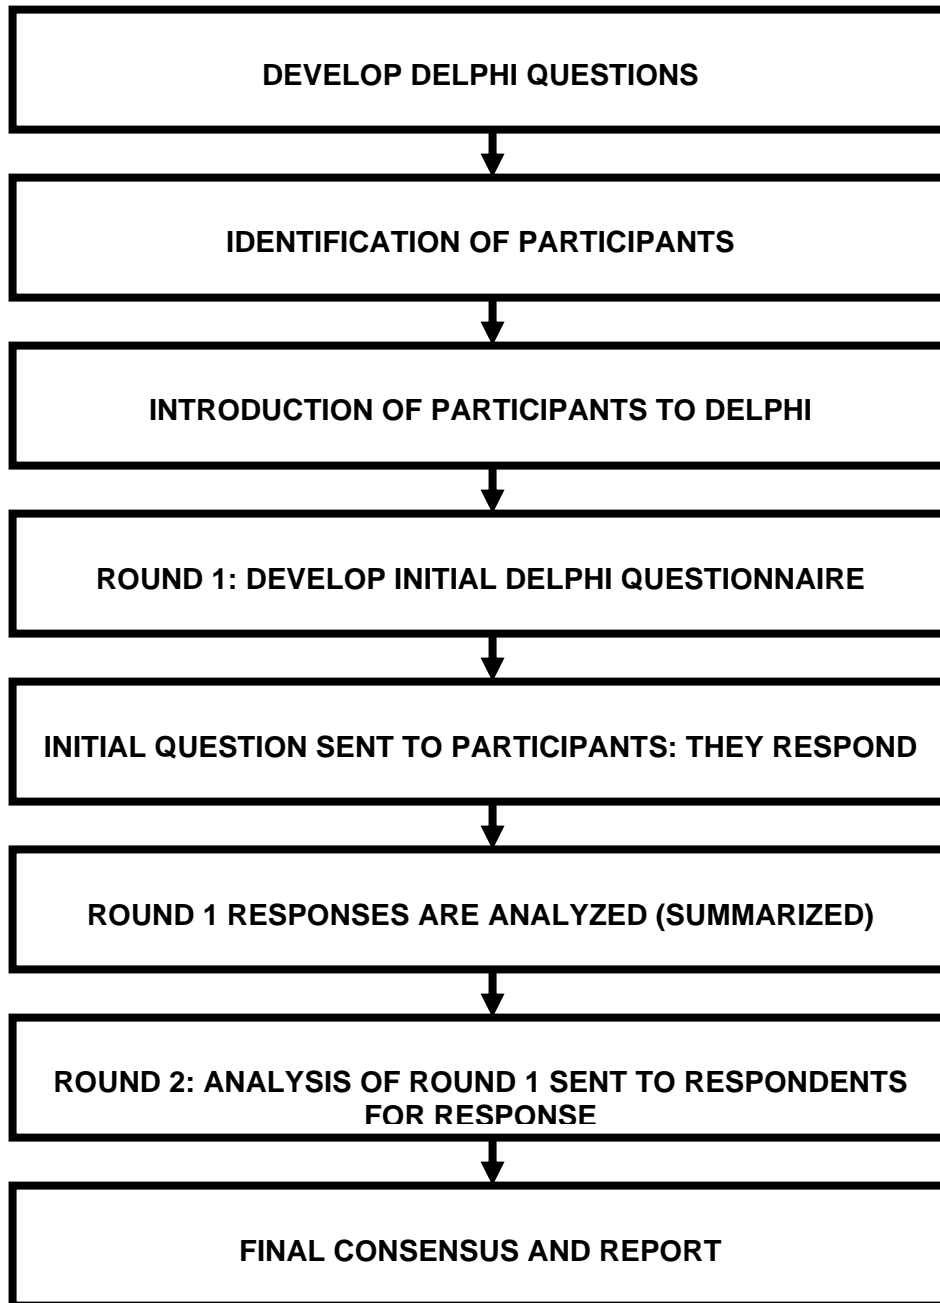 DEVELOP DELPHI QUESTIONS
IDENTIFICATION OF PARTICIPANTS
INTRODUCTION OF PARTICIPANTS TO DELPHI
ROUND 1: DEVELOP INITIAL DELPHI QUESTIONNAIRE
INITIAL QUESTION SENT TO PARTICIPANTS: THEY RESPOND
ROUND 1 RESPONSES ARE ANALYZED (SUMMARIZED)
ROUND 2: ANALYSIS OF ROUND 1 SENT TO RESPONDENTS
FOR RESPONSE
FINAL CONSENSUS AND REPORT